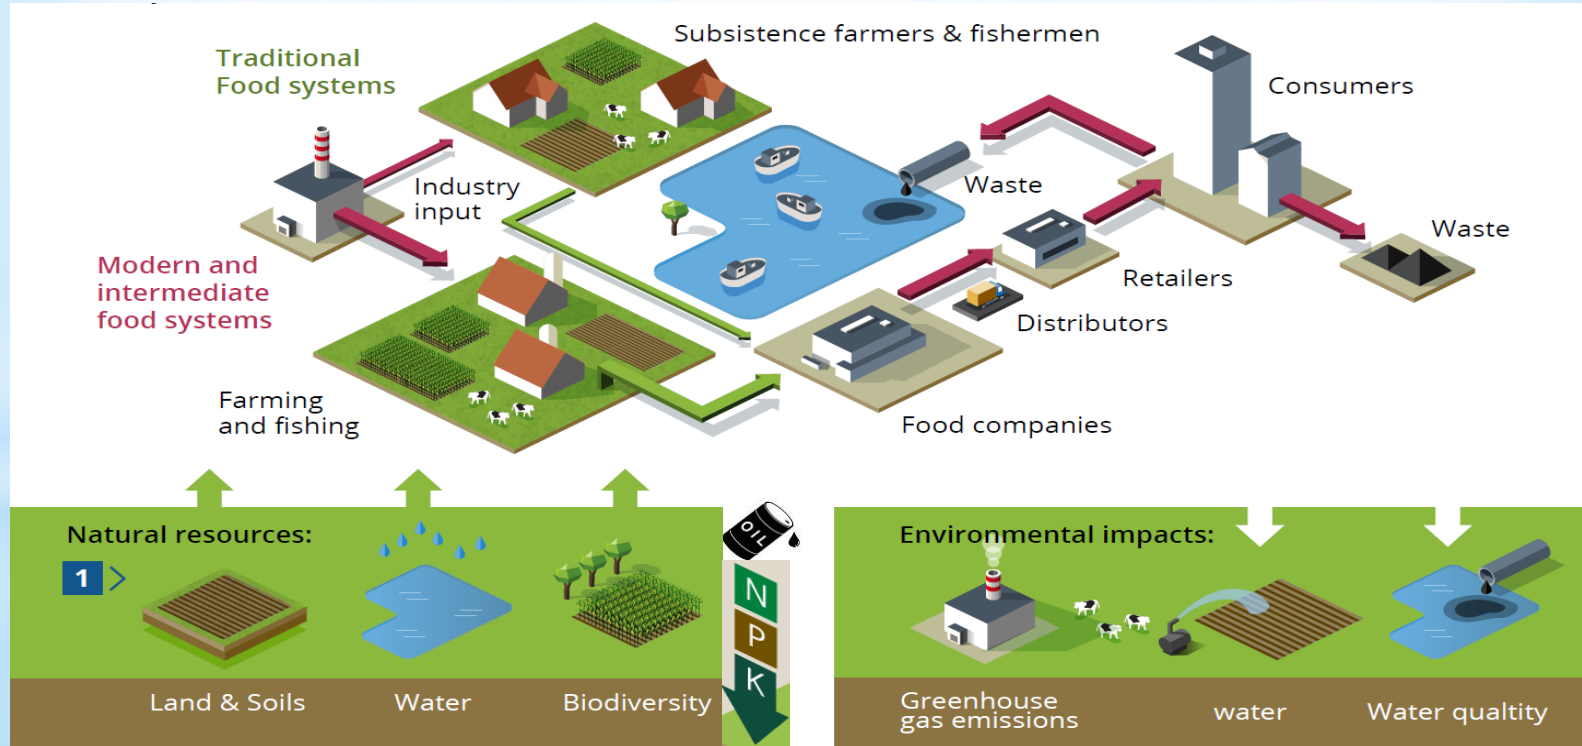 Traditional
Food systems
Subsistence farmers & fishermen
Consumers
Industry
input
Waste
Waste
Modern and
intermediate
food systems
Retailers
Distributors
Farming
and fishing
Food companies
Natural resources:
1
Land & Soils
Water
Biodiversity
OIL
N
P
K
Environmental impacts:
Greenhouse
gas emissions
water
Water qualtity